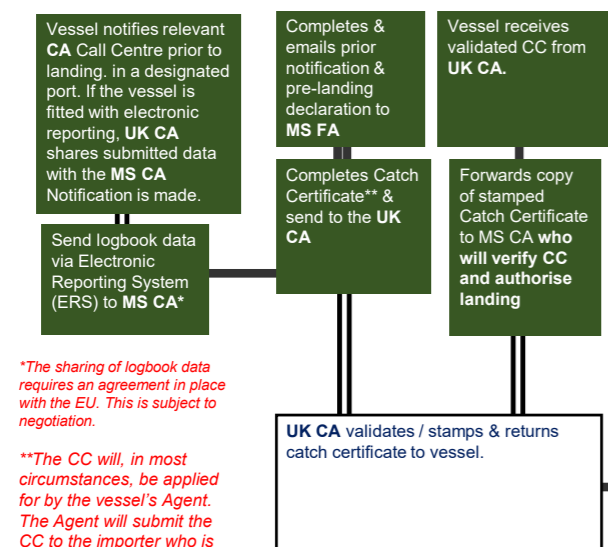 Vessel notifies relevant
CA Call Centre prior to
landing. in a designated
port. If the vessel is
fitted with electronic
reporting, UK CA
shares submitted data
with the MS CA
Notification is made.
Send logbook data
via Electronic
Reporting System
(ERS) to MS CA*
*The sharing of logbook data
requires an agreement in place
with the EU. This is subject to
negotiation.
**The CC will, in most
circumstances, be applied
for by the vessel's Agent.
The Agent will submit the
CC to the importer who is
Completes &
emails prior
notification &
pre-landing
declaration to
MS FA
Completes Catch
Certificate** &
send to the UK
CA
Vessel receives
validated CC from
UK CA.
Forwards copy
of stamped
Catch Certificate
to MS CA who
will verify CC
and authorise
landing
UK CA validates / stamps & returns
catch certificate to vessel.